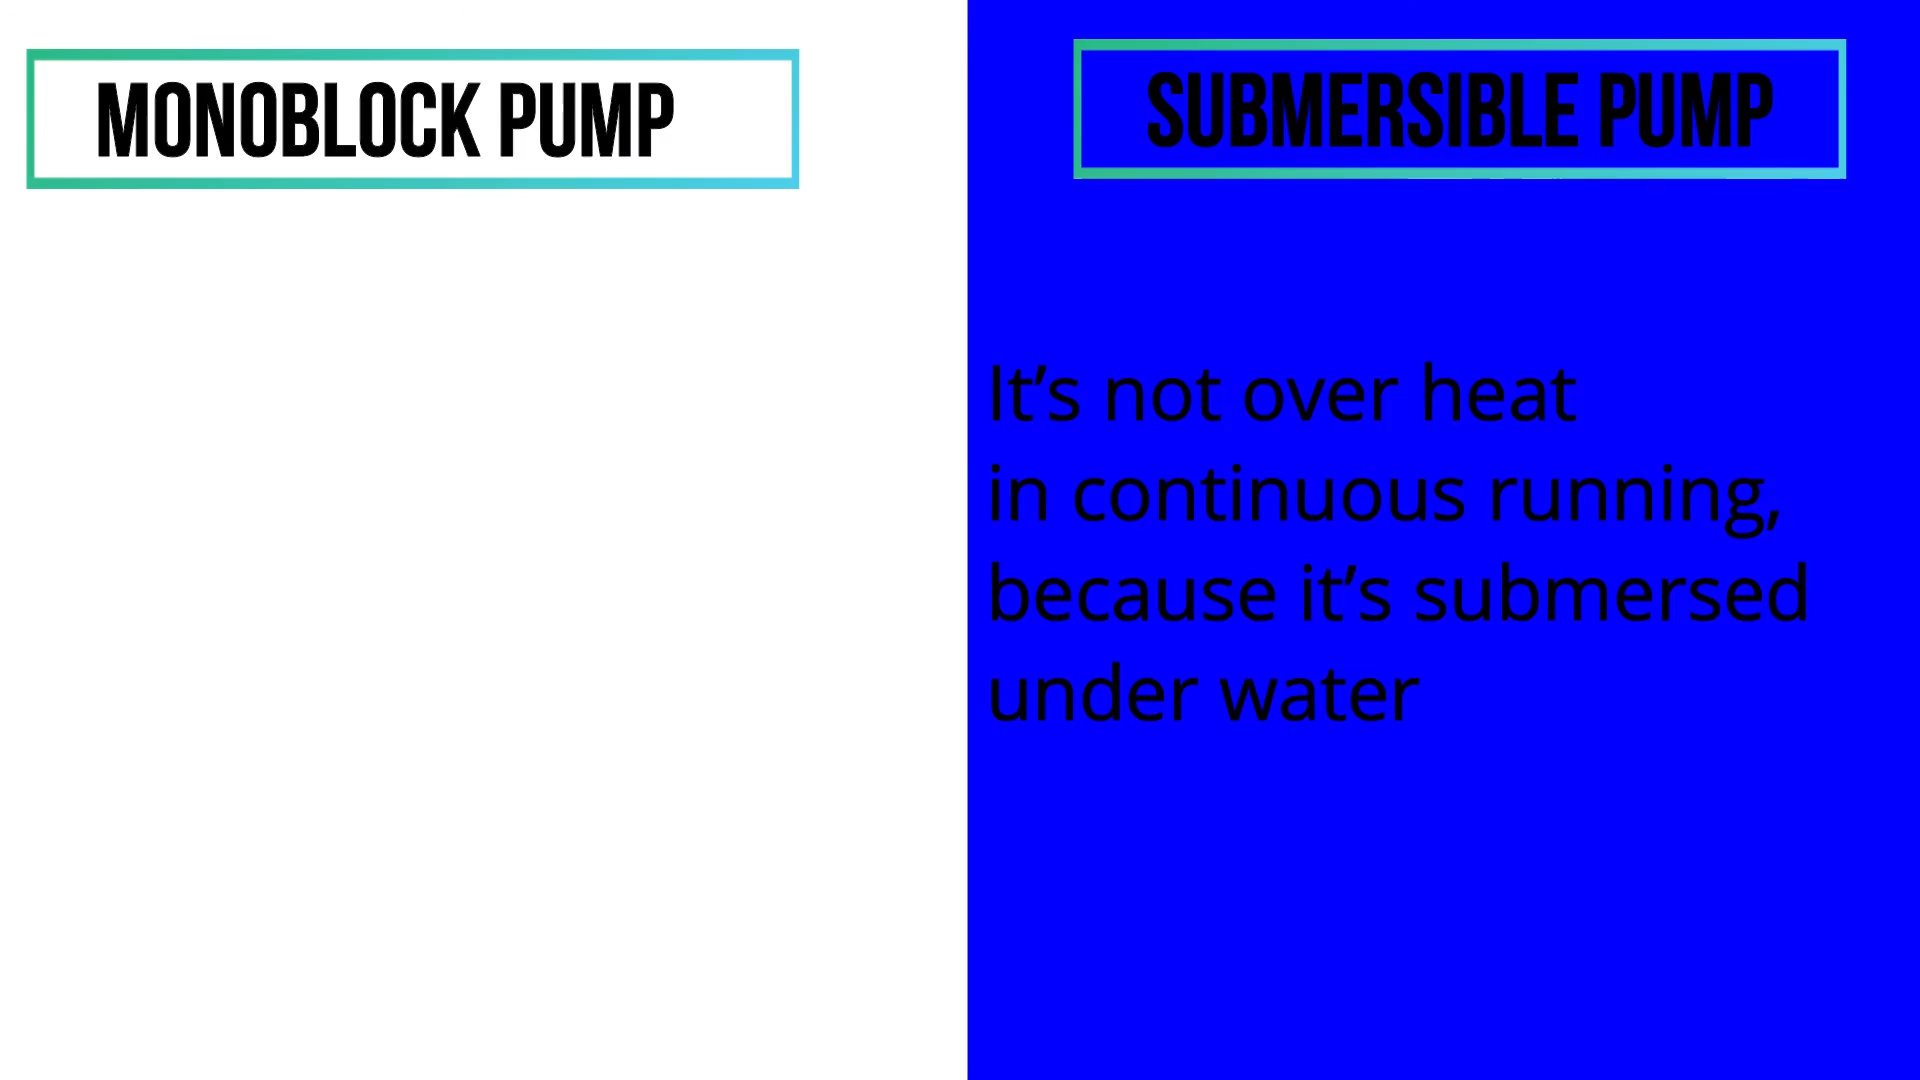 MONOBLOCK PUMP
SUBMERSIBLE PUMP
It’s not over heat
in continuous running,
because it’s submersed
under water